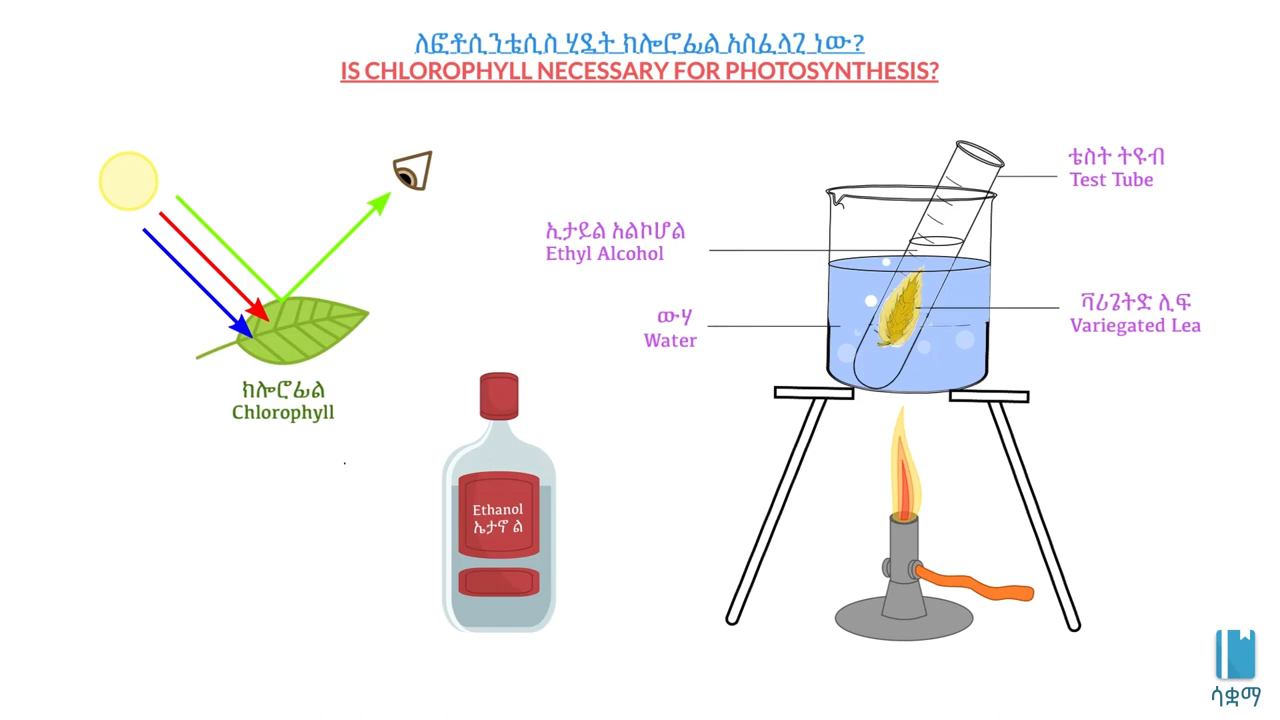 ለፎቶሲንቴሲስ ሂደት ክሎሮፊል አስፈላጊ ነው?
IS CHLOROPHYLL NECESSARY FOR PHOTOSYNTHESIS?
ቴስት ትዩብ
Test Tube
ኢታይል አልኮሆል
Ethyl Alcohol
ቫሪጌትድ ሊፍ
Variegated Lea
ውሃ
Water
ክሎሮፊል
Chlorophyll
Ethanol
ኤታኖ ል
ሳቋማ